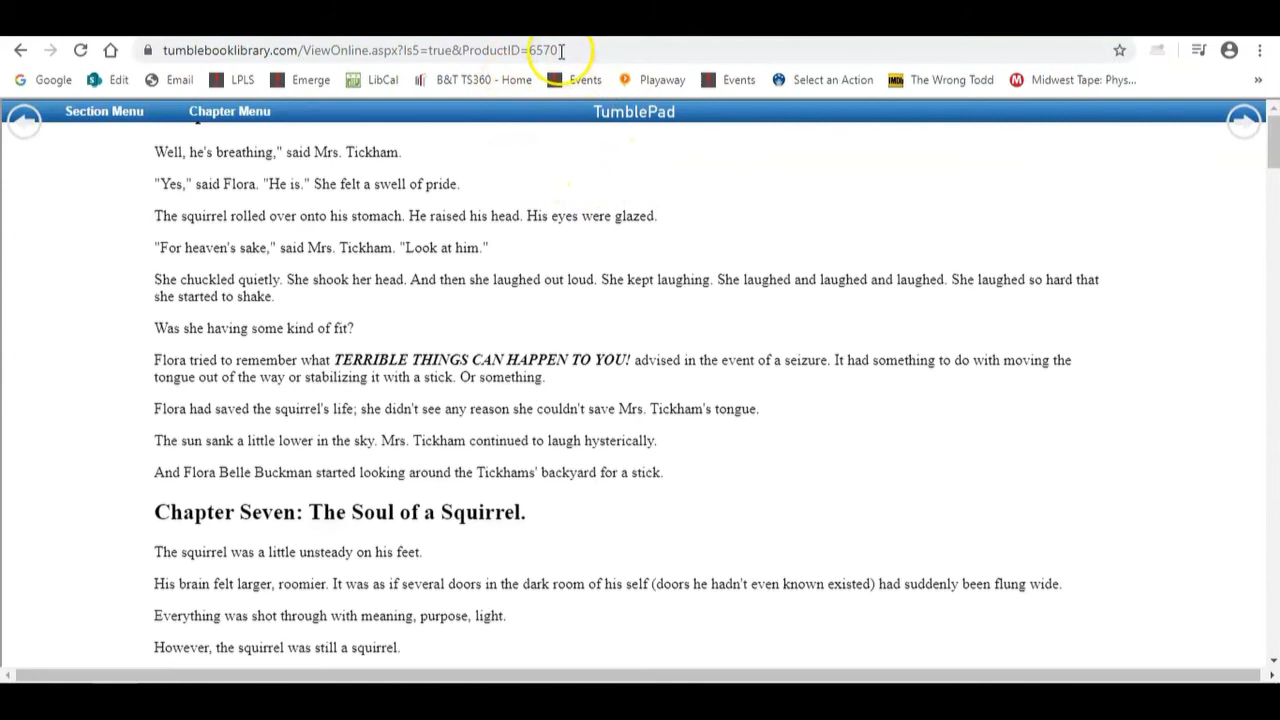 tumblebooklibrary.com/ViewOnline.aspx?Is5=true&ProductID=6570
Google Edit Email LPLS Emerge LibCal B&T TS360 - Home Events Playaway Events Select an Action The Wrong Todd Midwest Tape: Phys... »
Section Menu Chapter Menu TumblePad
Well, he's breathing," said Mrs. Tickham.
"Yes," said Flora. "He is." She felt a swell of pride.
The squirrel rolled over onto his stomach. He raised his head. His eyes were glazed.
"For heaven's sake," said Mrs. Tickham. "Look at him."
She chuckled quietly. She shook her head. And then she laughed out loud. She kept laughing. She laughed and laughed and laughed. She laughed so hard that
she started to shake.
Was she having some kind of fit?
Flora tried to remember what TERRIBLE THINGS CAN HAPPEN TO YOU! advised in the event of a seizure. It had something to do with moving the
tongue out of the way or stabilizing it with a stick. Or something.
Flora had saved the squirrel's life; she didn't see any reason she couldn't save Mrs. Tickham's tongue.
The sun sank a little lower in the sky. Mrs. Tickham continued to laugh hysterically.
And Flora Belle Buckman started looking around the Tickhams' backyard for a stick.
Chapter Seven: The Soul of a Squirrel.
The squirrel was a little unsteady on his feet.
His brain felt larger, roomier. It was as if several doors in the dark room of his self (doors he hadn't even known existed) had suddenly been flung wide.
Everything was shot through with meaning, purpose, light.
However, the squirrel was still a squirrel.